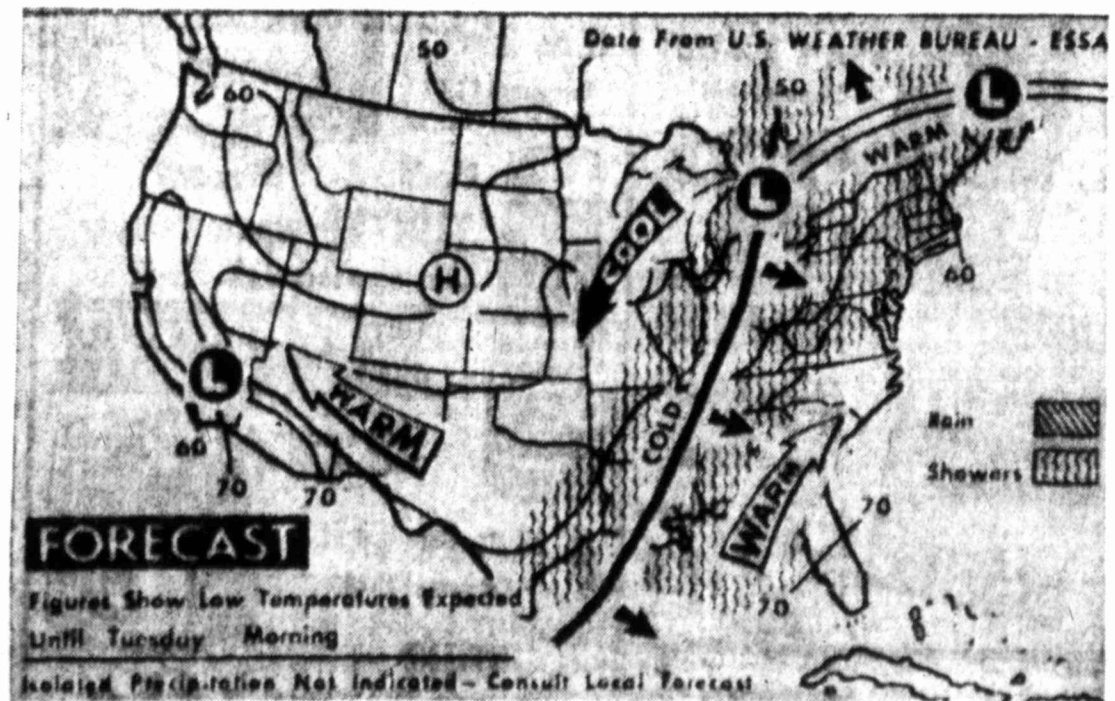 Data From U.S. WEATHER BUREAU - ESSA
50
50
60
L
WARM
L
COOL
H
60
L
WARM
COLD
Rain
Showers
60
70
70
WARM
70
70
FORECAST
Figures Show Low Temperatures Expected
Until Tuesday Morning
Isolated Precipitation Not Indicated - Consult Local Forecast